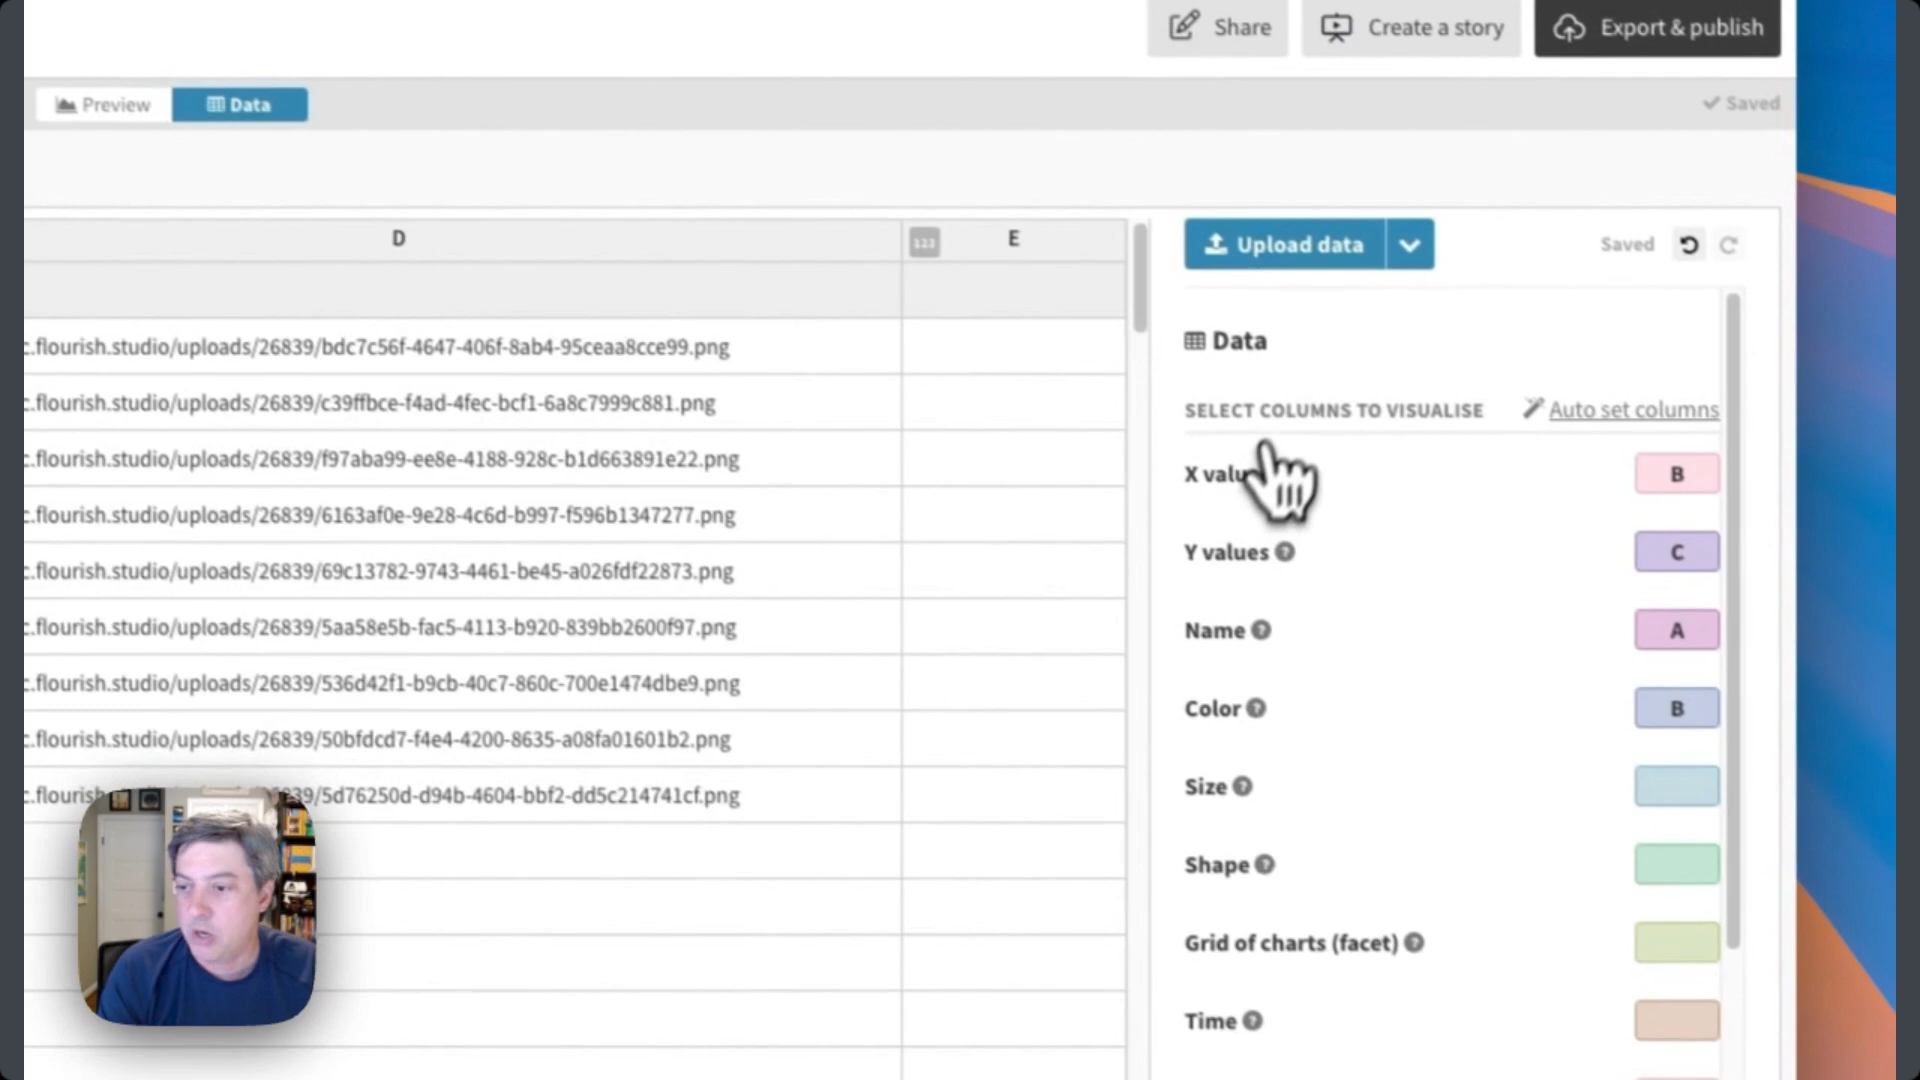 Share
Create a story
Export & publish
Preview
Data
Saved
D
123
E
Upload data
Saved
c.flourish.studio/uploads/26839/bdc7c56f-4647-406f-8ab4-95ceaa8cce99.png
Data
c.flourish.studio/uploads/26839/c39ffbce-f4ad-4fec-bcf1-6a8c7999c881.png
SELECT COLUMNS TO VISUALISE
Auto set columns
c.flourish.studio/uploads/26839/f97aba99-ee8e-4188-928c-b1d663891e22.png
X valu
B
c.flourish.studio/uploads/26839/6163af0e-9e28-4c6d-b997-f596b1347277.png
Y values
C
c.flourish.studio/uploads/26839/69c13782-9743-4461-be45-a026fdf22873.png
c.flourish.studio/uploads/26839/5aa58e5b-fac5-4113-b920-839bb2600f97.png
Name
A
c.flourish.studio/uploads/26839/536d42f1-b9cb-40c7-860c-700e1474dbe9.png
Color
B
c.flourish.studio/uploads/26839/50bfdcd7-f4e4-4200-8635-a08fa01601b2.png
Size
c.flourish 39/5d76250d-d94b-4604-bbf2-dd5c214741cf.png
Shape
Grid of charts (facet)
Time